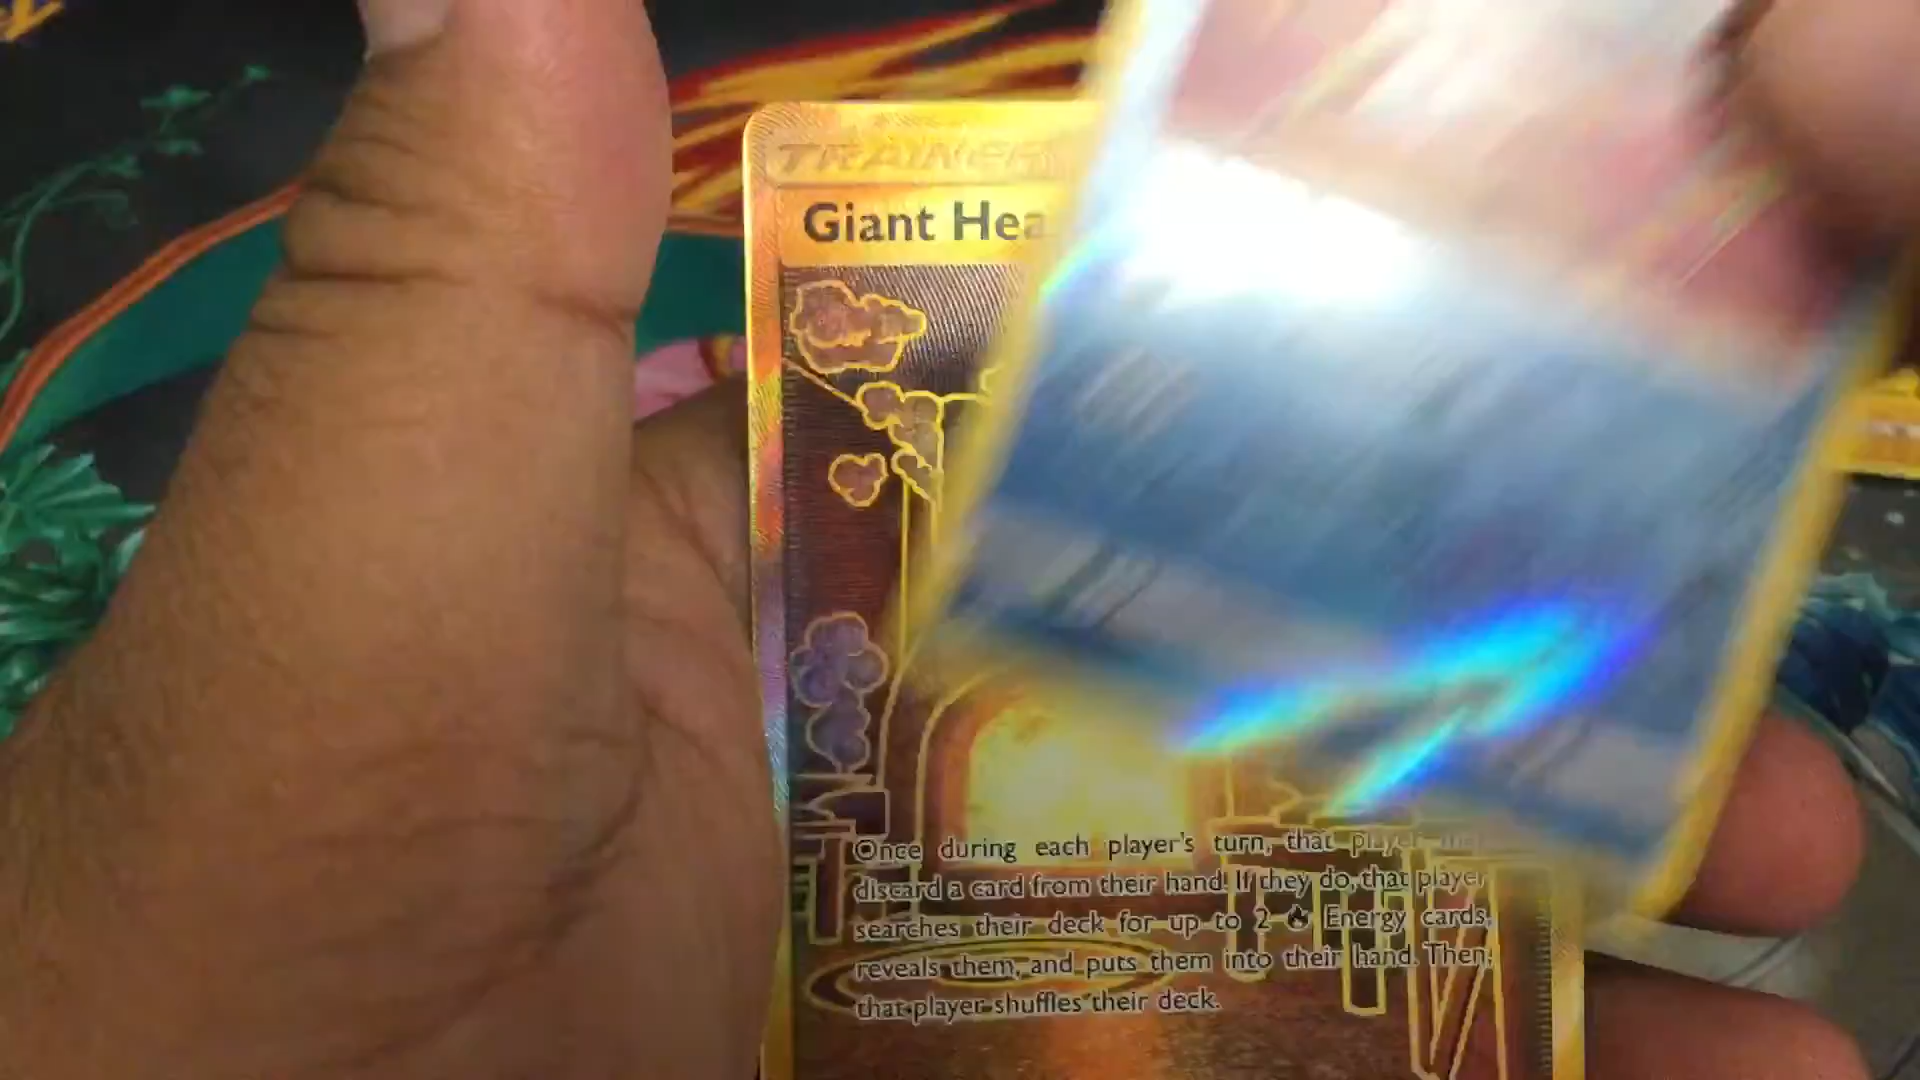 TRAINER
Giant Hea
Once during each player's turn, that player
discard a card from their hand. If they do, that player
searches their deck for up to 2 Energy cards,
reveals them, and puts them into their hand. Then,
that player shuffles their deck.